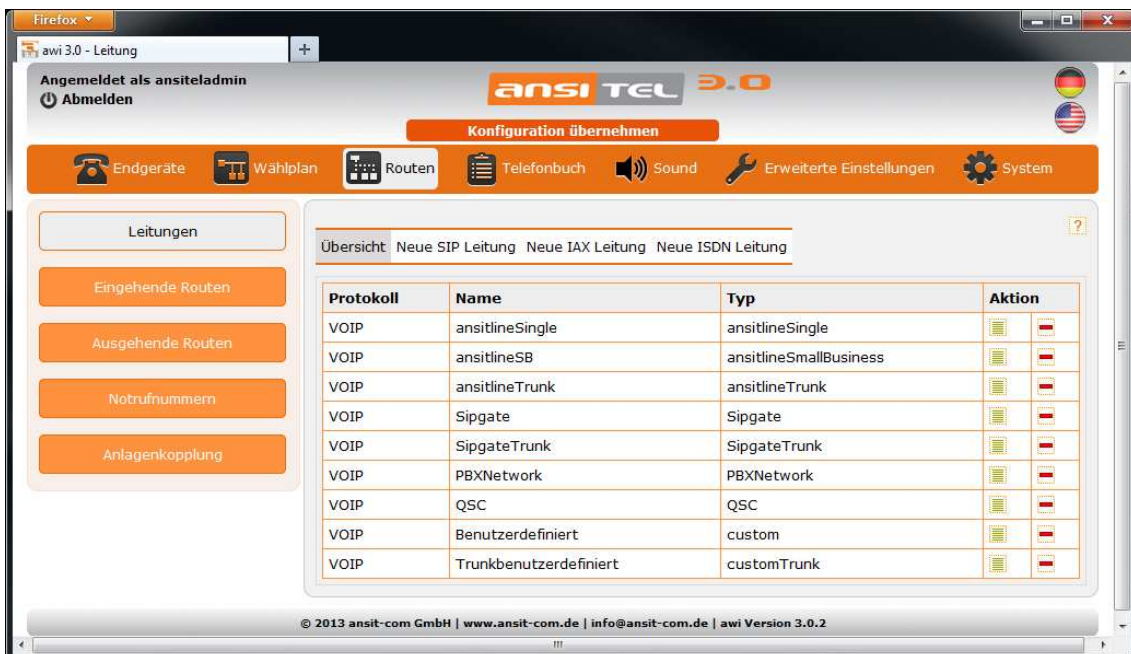 Firefox
awi 3.0 - Leitung
Angemeldet als ansiteladmin
Abmelden
ansi TEL 3.0
Konfiguration übernehmen
Endgeräte Wählplan Routen Telefonbuch Sound Erweiterte Einstellungen System
Leitungen
Eingehende Routen
Ausgehende Routen
Notrufnummern
Anlagenkopplung
?
Übersicht Neue SIP Leitung Neue IAX Leitung Neue ISDN Leitung
Protokoll Name Typ Aktion
VOIP ansitlineSingle ansitlineSingle
VOIP ansitlineSB ansitlineSmallBusiness
VOIP ansitlineTrunk ansitlineTrunk
VOIP Sipgate Sipgate
VOIP SipgateTrunk SipgateTrunk
VOIP PBXNetwork PBXNetwork
VOIP QSC QSC
VOIP Benutzerdefiniert custom
VOIP Trunkbenutzerdefiniert customTrunk
© 2013 ansit-com GmbH | www.ansit-com.de | info@ansit-com.de | awi Version 3.0.2